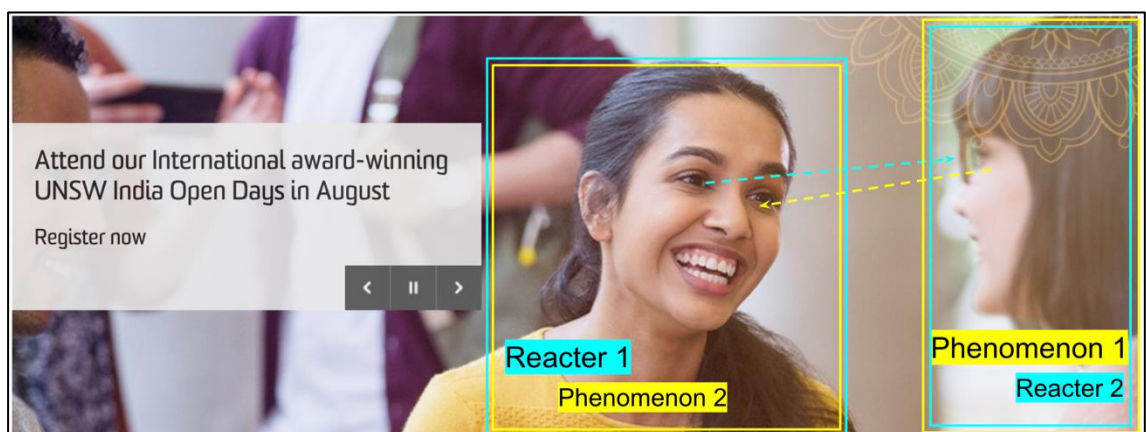 Attend our International award-winning
UNSW India Open Days in August
Register now
Reacter 1
Phenomenon 2
Phenomenon 1
Reacter 2